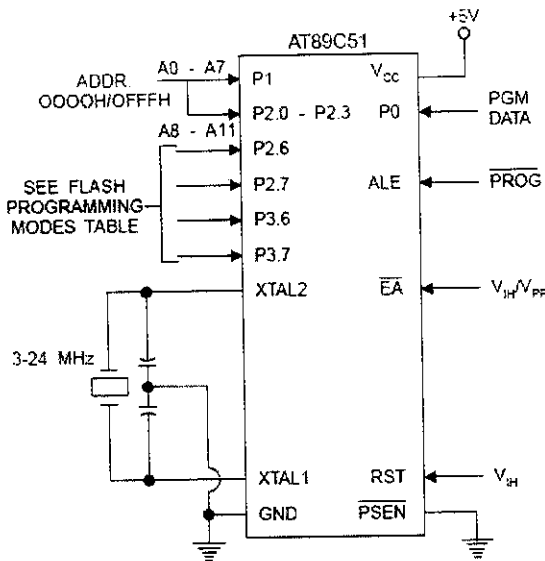 +5V
AT89C51
A0 - A7
ADDR.
OOOOH/OFFFH
P1
VCC
P2.0 - P2.3
P0
PGM
DATA
A8 - A11
P2.6
P2.7
ALE
PROG
SEE FLASH
PROGRAMMING
MODES TABLE
P3.6
P3.7
XTAL2
EA
VIH/VPP
3-24 MHz
XTAL1
RST
VIH
GND
PSEN